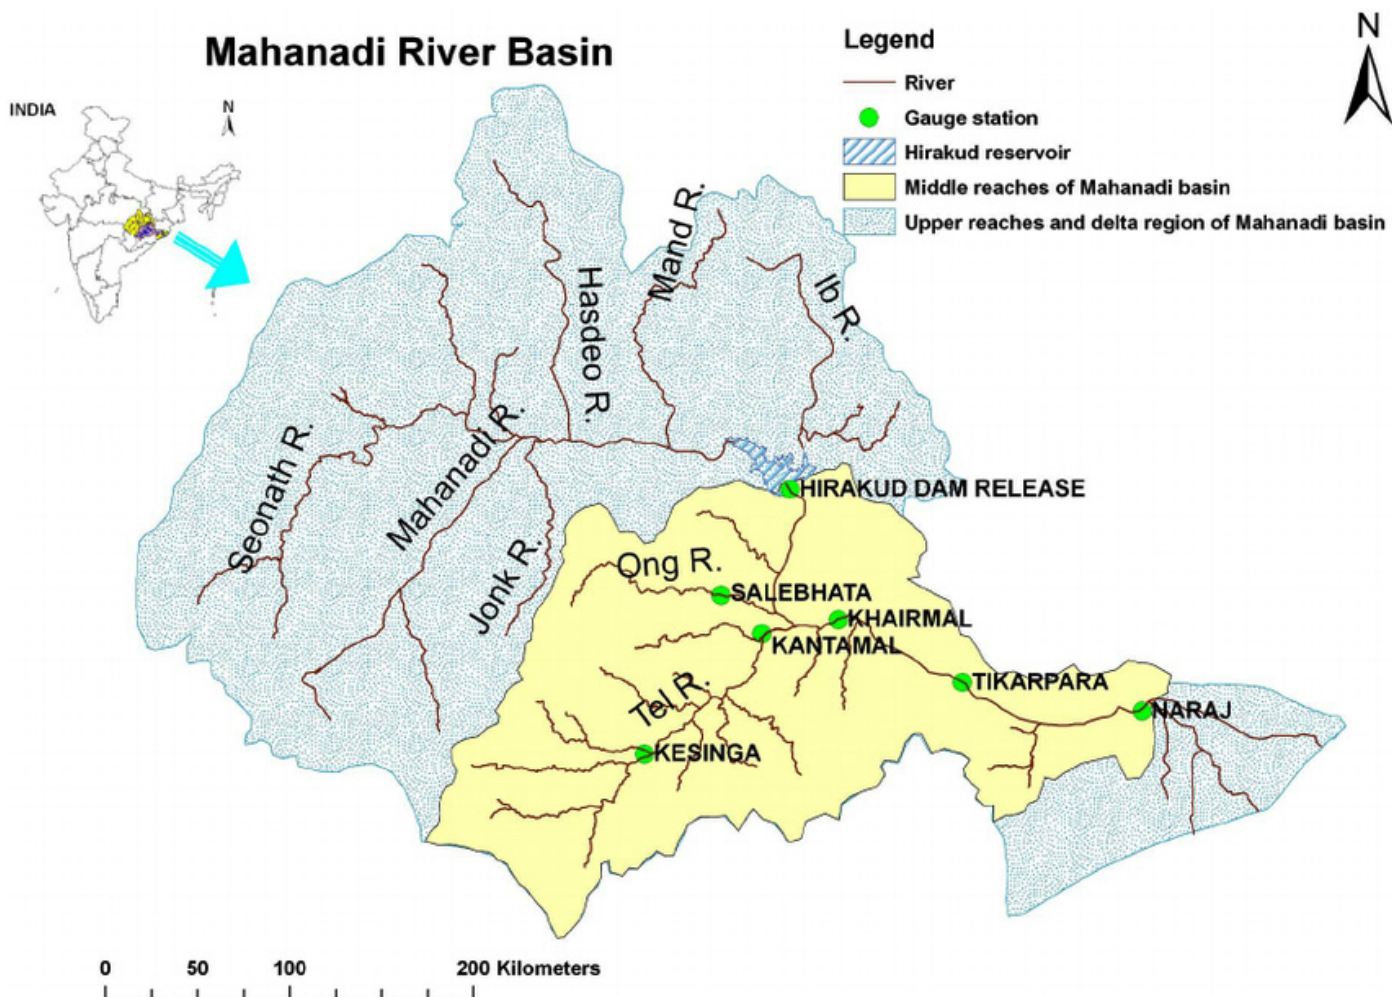 Mahanadi River Basin
INDIA
N
Legend
River
Gauge station
Hirakud reservoir
Middle reaches of Mahanadi basin
Upper reaches and delta region of Mahanadi basin
N
Hasdeo R.
Mand R.
Ib R.
Seonath R.
Mahanadi R.
Jonk R.
HIRAKUD DAM RELEASE
Ong R.
SALEBHATA
KHAIRMAL
KANTAMAL
Tel R.
TIKARPARA
NARAJ
KESINGA
0 50 100 200 Kilometers